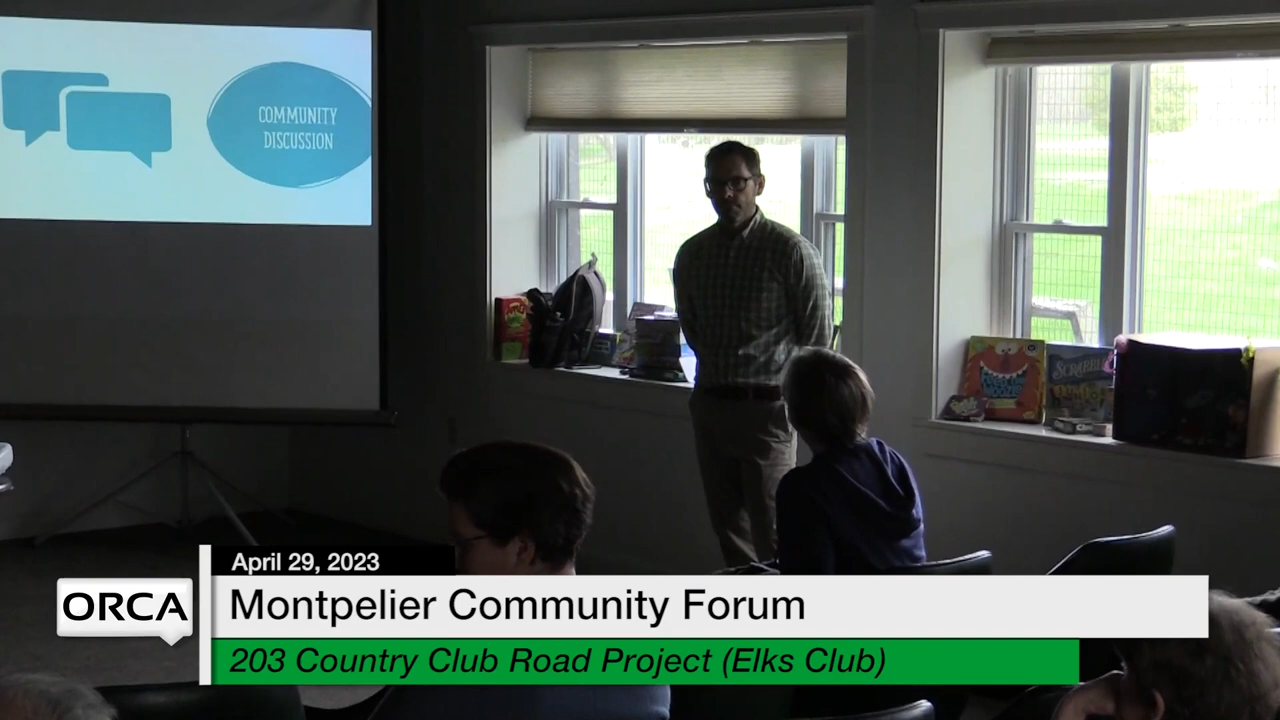 COMMUNITY
DISCUSSION
SCRABBLE
April 29, 2023
ORCA
Montpelier Community Forum
203 Country Club Road Project (Elks Club)